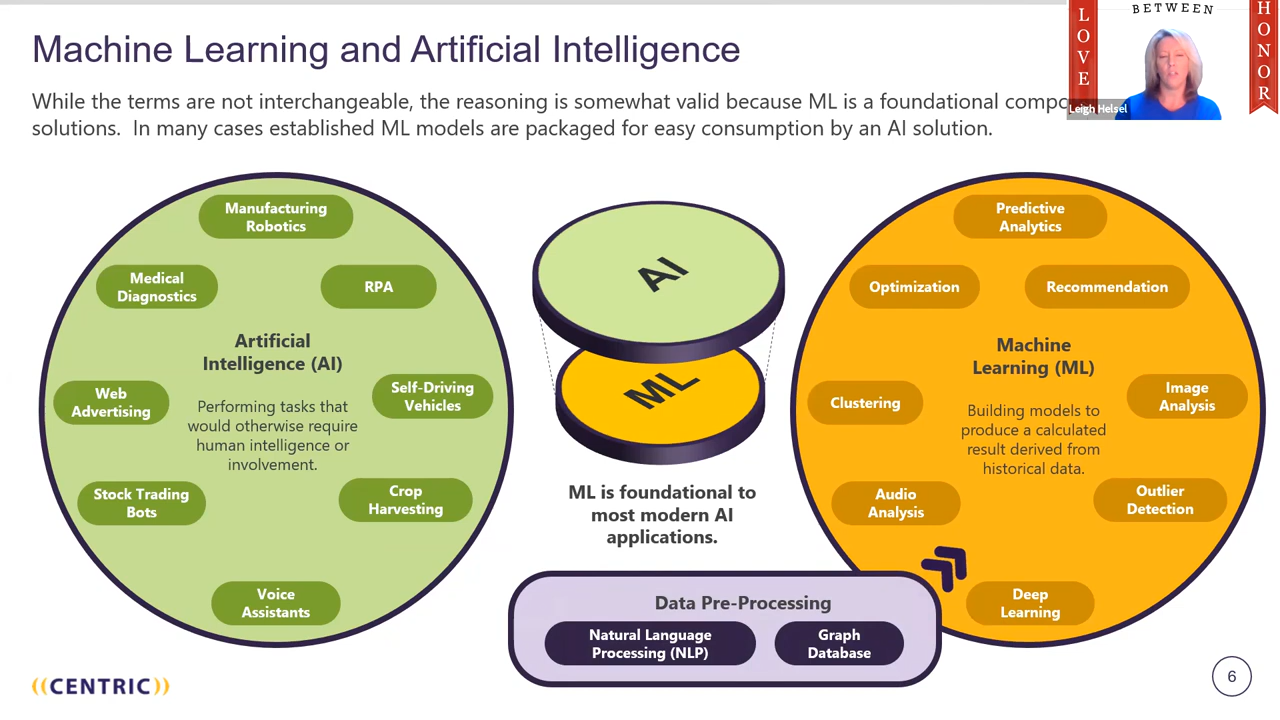 Machine Learning and Artificial Intelligence
While the terms are not interchangeable, the reasoning is somewhat valid because ML is a foundational
solutions. In many cases established ML models are packaged for easy consumption by an AI solution.
LOVE
BETWEEN
HONOR
Leigh Helsel
Manufacturing
Robotics
Medical
Diagnostics
RPA
Artificial
Intelligence (AI)
Web
Advertising
Self-Driving
Vehicles
Performing tasks that
would otherwise require
human intelligence or
involvement.
Stock Trading
Bots
Crop
Harvesting
Voice
Assistants
AI
ML
ML is foundational to
most modern AI
applications.
Data Pre-Processing
Natural Language
Processing (NLP)
Graph
Database
Predictive
Analytics
Optimization
Recommendation
Machine
Learning (ML)
Clustering
Image
Analysis
Building models to
produce a calculated
result derived from
historical data.
Audio
Analysis
Outlier
Detection
Deep
Learning
((CENTRIC))
6